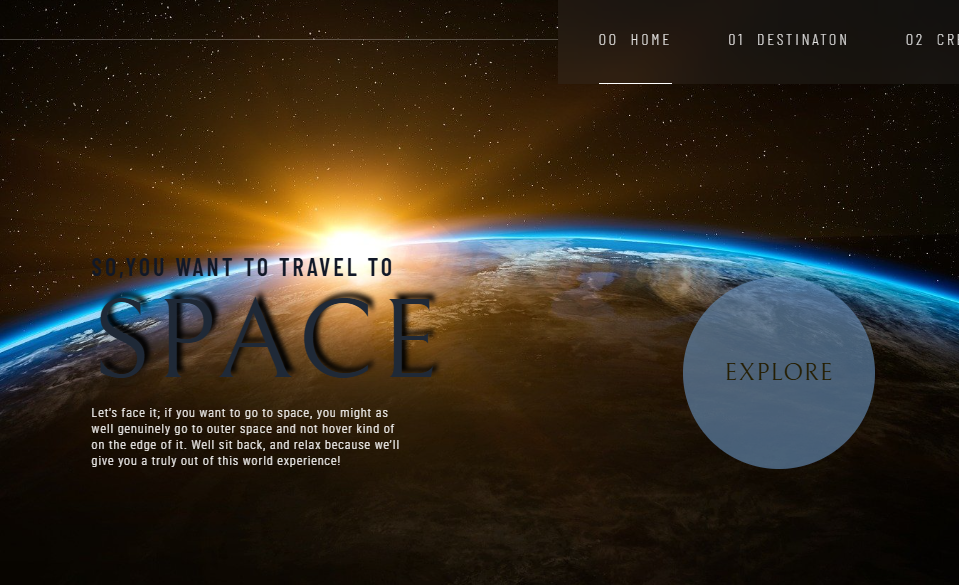 00 HOME 01 DESTINATON 02 CRE
SO,YOU WANT TO TRAVEL TO
SPACE
EXPLORE
Let's face it; if you want to go to space, you might as
well genuinely go to outer space and not hover kind of
on the edge of it. Well sit back, and relax because we'll
give you a truly out of this world experience!